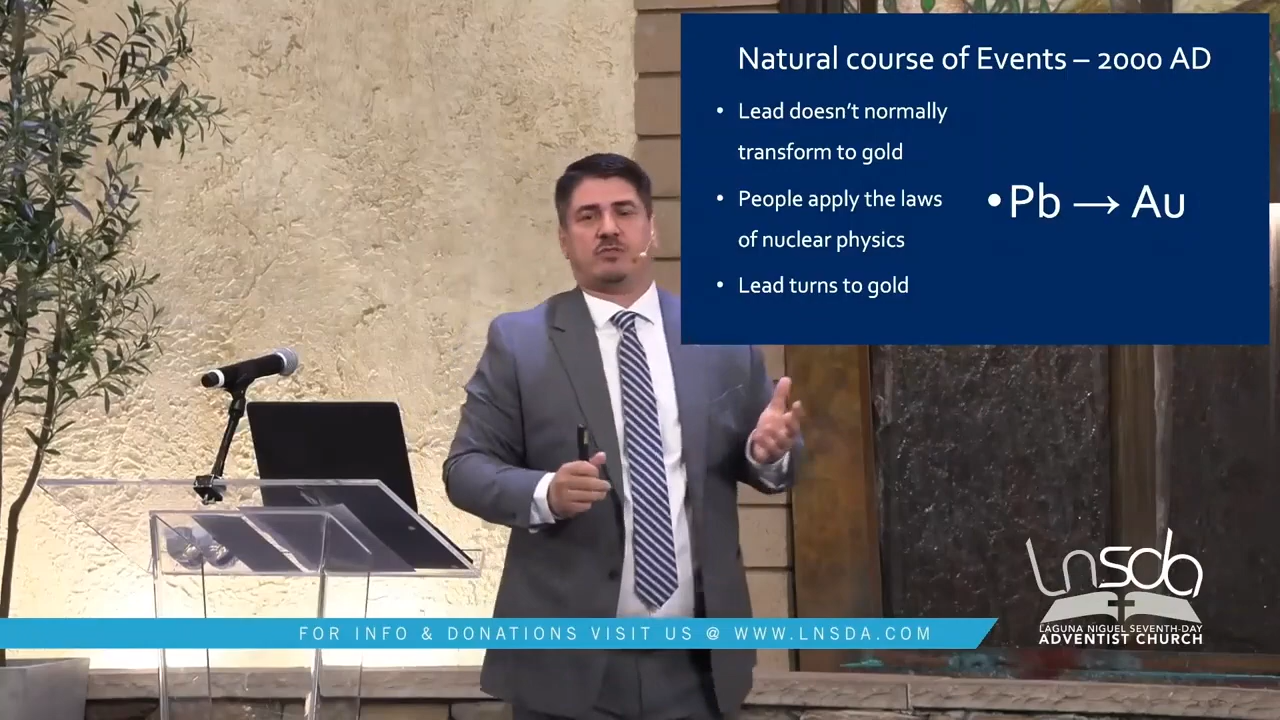 Natural course of Events – 2000 AD
• Lead doesn't normally
transform to gold
• People apply the laws
of nuclear physics
• Lead turns to gold
• Pb → Au
lnsda
LAGUNA NIGUEL SEVENTH-DAY
ADVENTIST CHURCH
FOR INFO & DONATIONS VISIT US @ WWW.LNSDA.COM